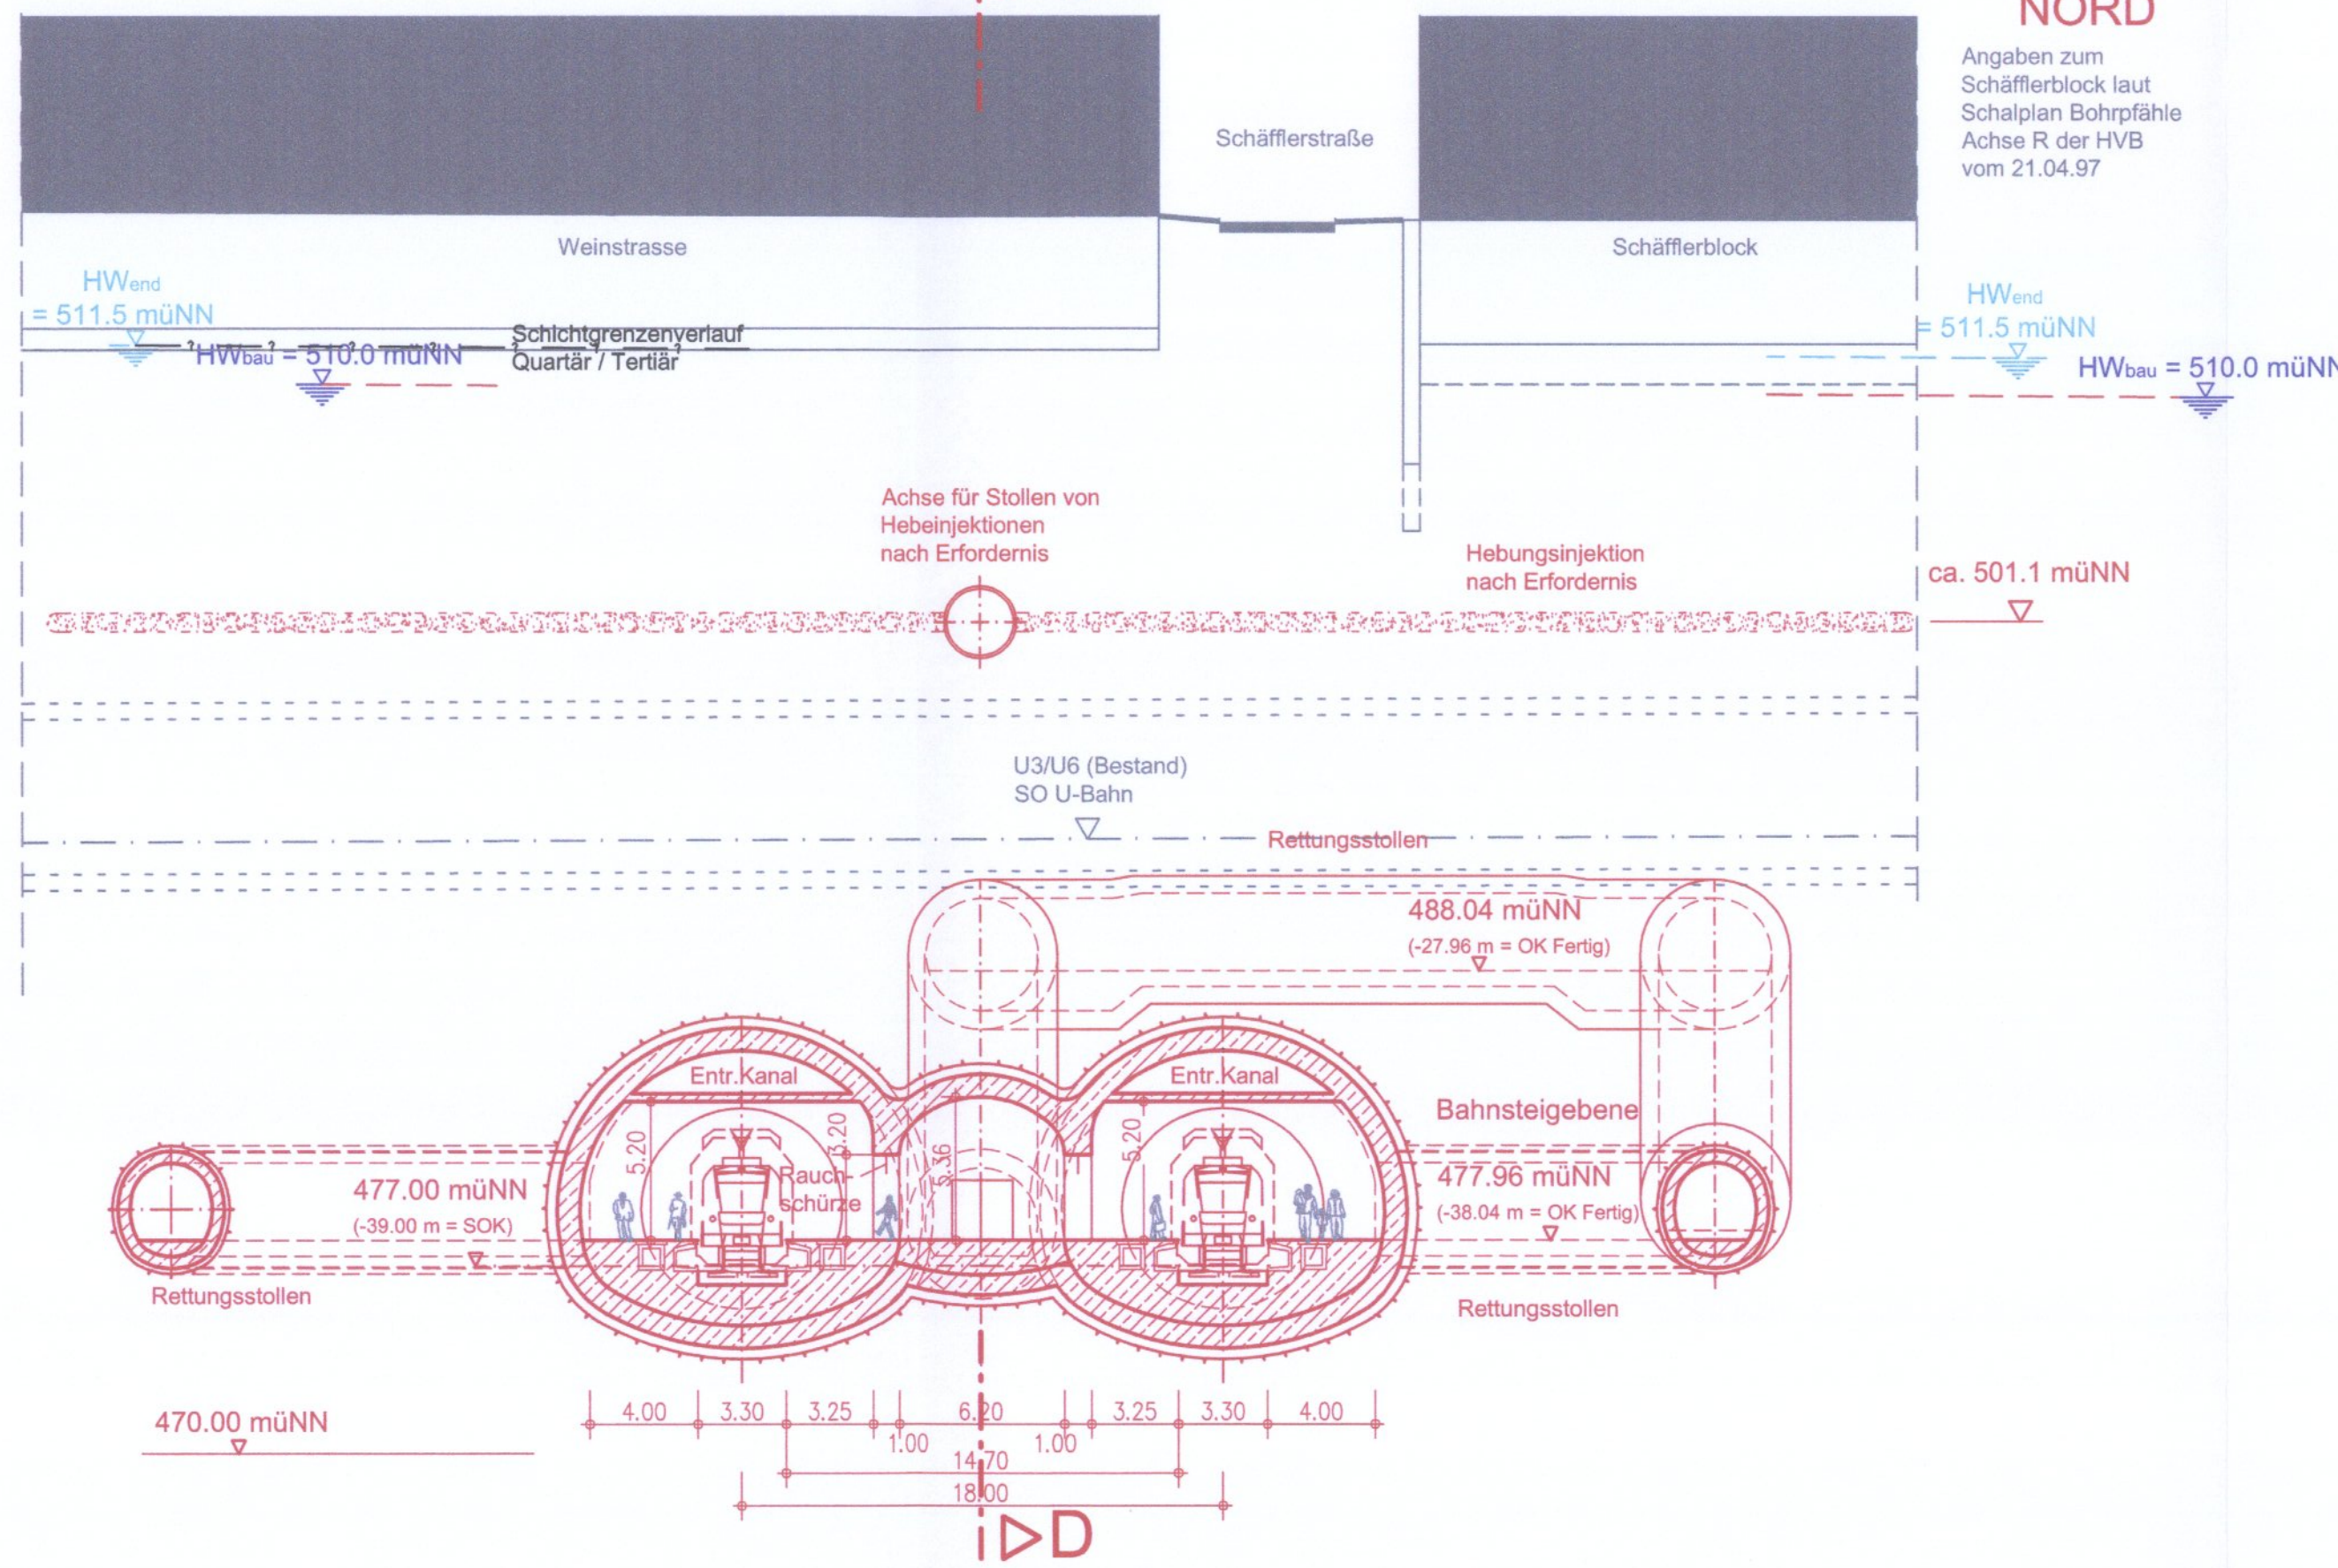 NORD
Angaben zum
Schäfflerblock laut
Schalplan Bohrpfähle
Achse R der HVB
vom 21.04.97
Schäfflerstraße
Weinstrasse
Schäfflerblock
HWend
= 511.5 müNN
HWbau = 510.0 müNN
Schichtgrenzenverlauf
Quartär / Tertiär
HWend
= 511.5 müNN
HWbau = 510.0 müNN
Achse für Stollen von
Hebeinjektionen
nach Erfordernis
Hebungsinjektion
nach Erfordernis
ca. 501.1 müNN
U3/U6 (Bestand)
SO U-Bahn
Rettungsstollen
488.04 müNN
(-27.96 m = OK Fertig)
Entr.Kanal
Entr.Kanal
Bahnsteigebene
5.20
3.20
5.36
5.20
Rauch-
schürze
477.00 müNN
(-39.00 m = SOK)
477.96 müNN
(-38.04 m = OK Fertig)
Rettungsstollen
Rettungsstollen
470.00 müNN
4.00 3.30 3.25 6.20 3.25 3.30 4.00
1.00 1.00
14.70
18.00
D